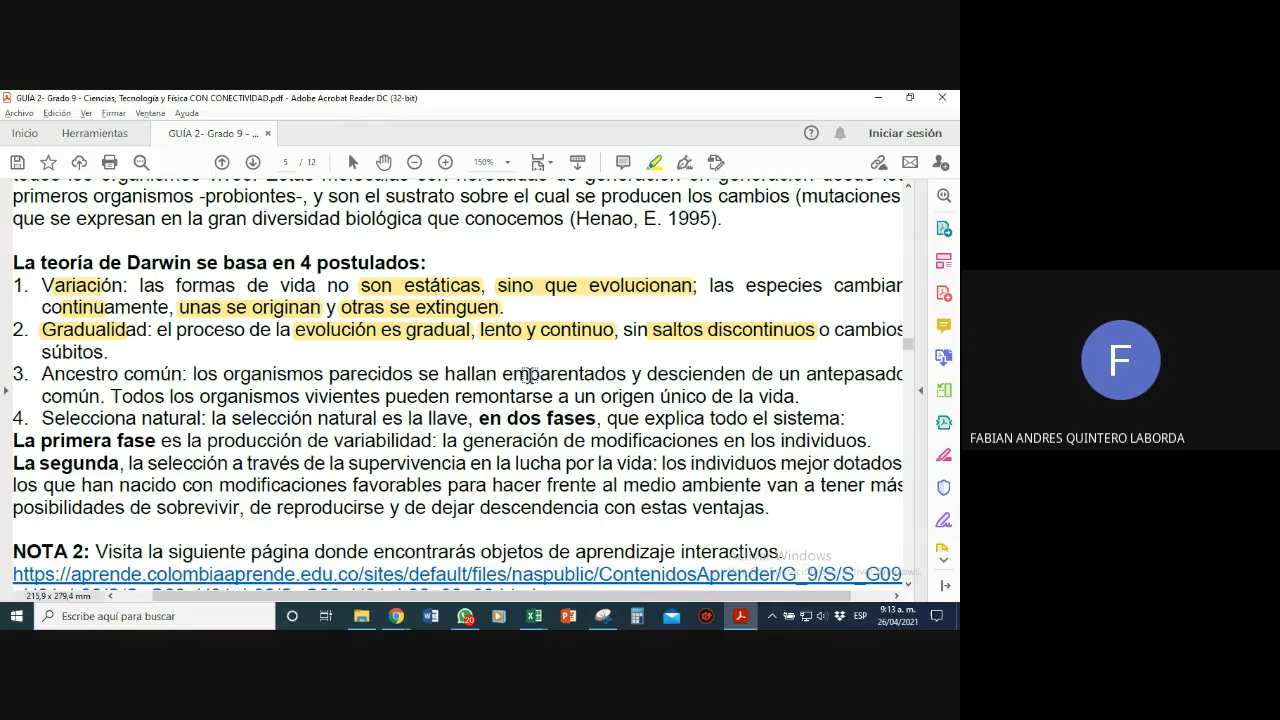 GUÍA 2- Grado 9 - Ciencias, Tecnología y Física CON CONECTIVIDAD.pdf - Adobe Acrobat Reader DC (32-bit)
Archivo Edición Ver Firmar Ventana Ayuda
Inicio Herramientas GUÍA 2- Grado 9 - ... × Iniciar sesión
5 / 12 150%
primeros organismos -probiontes-, y son el sustrato sobre el cual se producen los cambios (mutaciones
que se expresan en la gran diversidad biológica que conocemos (Henao, E. 1995).
La teoría de Darwin se basa en 4 postulados:
1. Variación: las formas de vida no son estáticas, sino que evolucionan; las especies cambian
continuamente, unas se originan y otras se extinguen.
2. Gradualidad: el proceso de la evolución es gradual, lento y continuo, sin saltos discontinuos o cambios
súbitos.
3. Ancestro común: los organismos parecidos se hallan emparentados y descienden de un antepasado
común. Todos los organismos vivientes pueden remontarse a un origen único de la vida.
4. Selecciona natural: la selección natural es la llave, en dos fases, que explica todo el sistema:
La primera fase es la producción de variabilidad: la generación de modificaciones en los individuos.
La segunda, la selección a través de la supervivencia en la lucha por la vida: los individuos mejor dotados
los que han nacido con modificaciones favorables para hacer frente al medio ambiente van a tener más
posibilidades de sobrevivir, de reproducirse y de dejar descendencia con estas ventajas.
NOTA 2: Visita la siguiente página donde encontrarás objetos de aprendizaje interactivos.
https://aprende.colombiaaprende.edu.co/sites/default/files/naspublic/ContenidosAprender/G_9/S/S_G09
215,9 x 279,4 mm
Escribe aquí para buscar
20
ESP
9:13 a. m.
26/04/2021
F
FABIAN ANDRES QUINTERO LABORDA